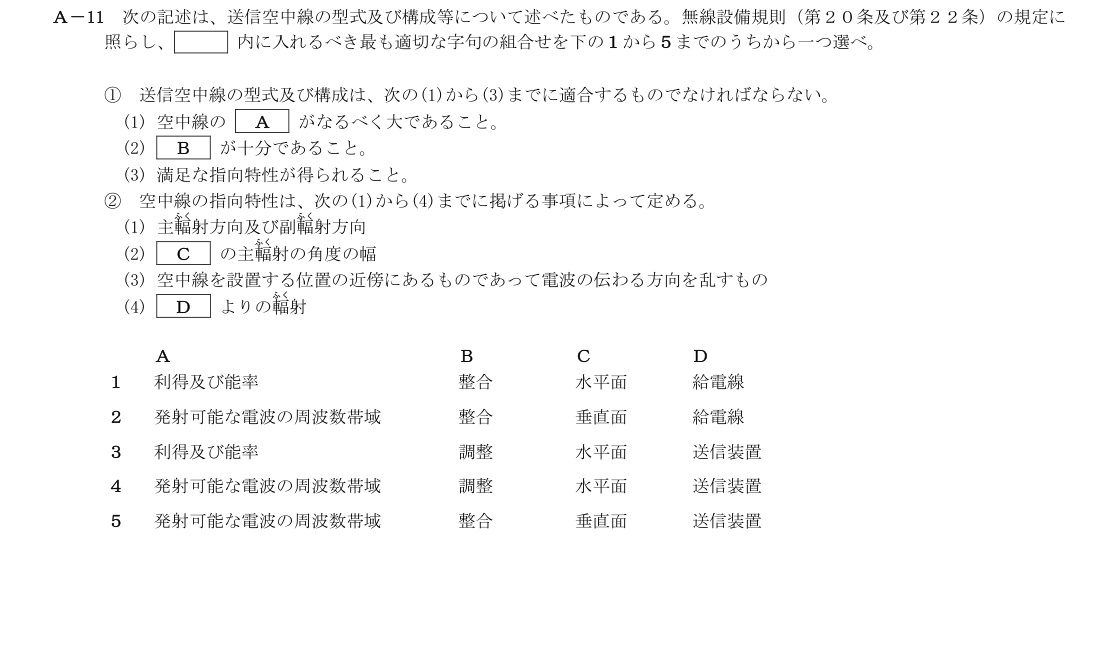 A－11　次の記述は、送信空中線の型式及び構成等について述べたものである。無線設備規則（第２０条及び第２２条）の規定に
照らし、　　　内に入れるべき最も適切な字句の組合せを下の1から5までのうちから一つ選べ。
①　送信空中線の型式及び構成は、次の(1)から(3)までに適合するものでなければならない。
(1) 空中線の A がなるべく大であること。
(2) B が十分であること。
(3) 満足な指向特性が得られること。
②　空中線の指向特性は、次の(1)から(4)までに掲げる事項によって定める。
ふく　ふく
(1) 主輻射方向及び副輻射方向
ふく
(2) C の主輻射の角度の幅
(3) 空中線を設置する位置の近傍にあるものであって電波の伝わる方向を乱すもの
ふく
(4) D よりの輻射
A　B　C　D
1　利得及び能率　整合　水平面　給電線
2　発射可能な電波の周波数帯域　整合　垂直面　給電線
3　利得及び能率　調整　水平面　送信装置
4　発射可能な電波の周波数帯域　調整　水平面　送信装置
5　発射可能な電波の周波数帯域　整合　垂直面　送信装置